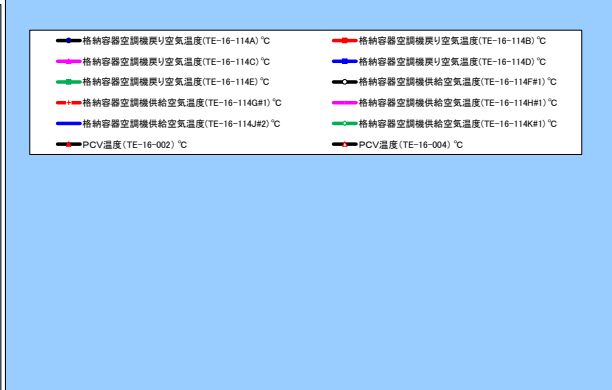 格納容器空調機戻り空気温度(TE-16-114A) ℃ 格納容器空調機戻り空気温度(TE-16-114B) ℃
格納容器空調機戻り空気温度(TE-16-114C) ℃ 格納容器空調機戻り空気温度(TE-16-114D) ℃
格納容器空調機戻り空気温度(TE-16-114E) ℃ 格納容器空調機供給空気温度(TE-16-114F#1) ℃
格納容器空調機供給空気温度(TE-16-114G#1) ℃ 格納容器空調機供給空気温度(TE-16-114H#1) ℃
格納容器空調機供給空気温度(TE-16-114J#2) ℃ 格納容器空調機供給空気温度(TE-16-114K#1) ℃
PCV温度(TE-16-002) ℃ PCV温度(TE-16-004) ℃